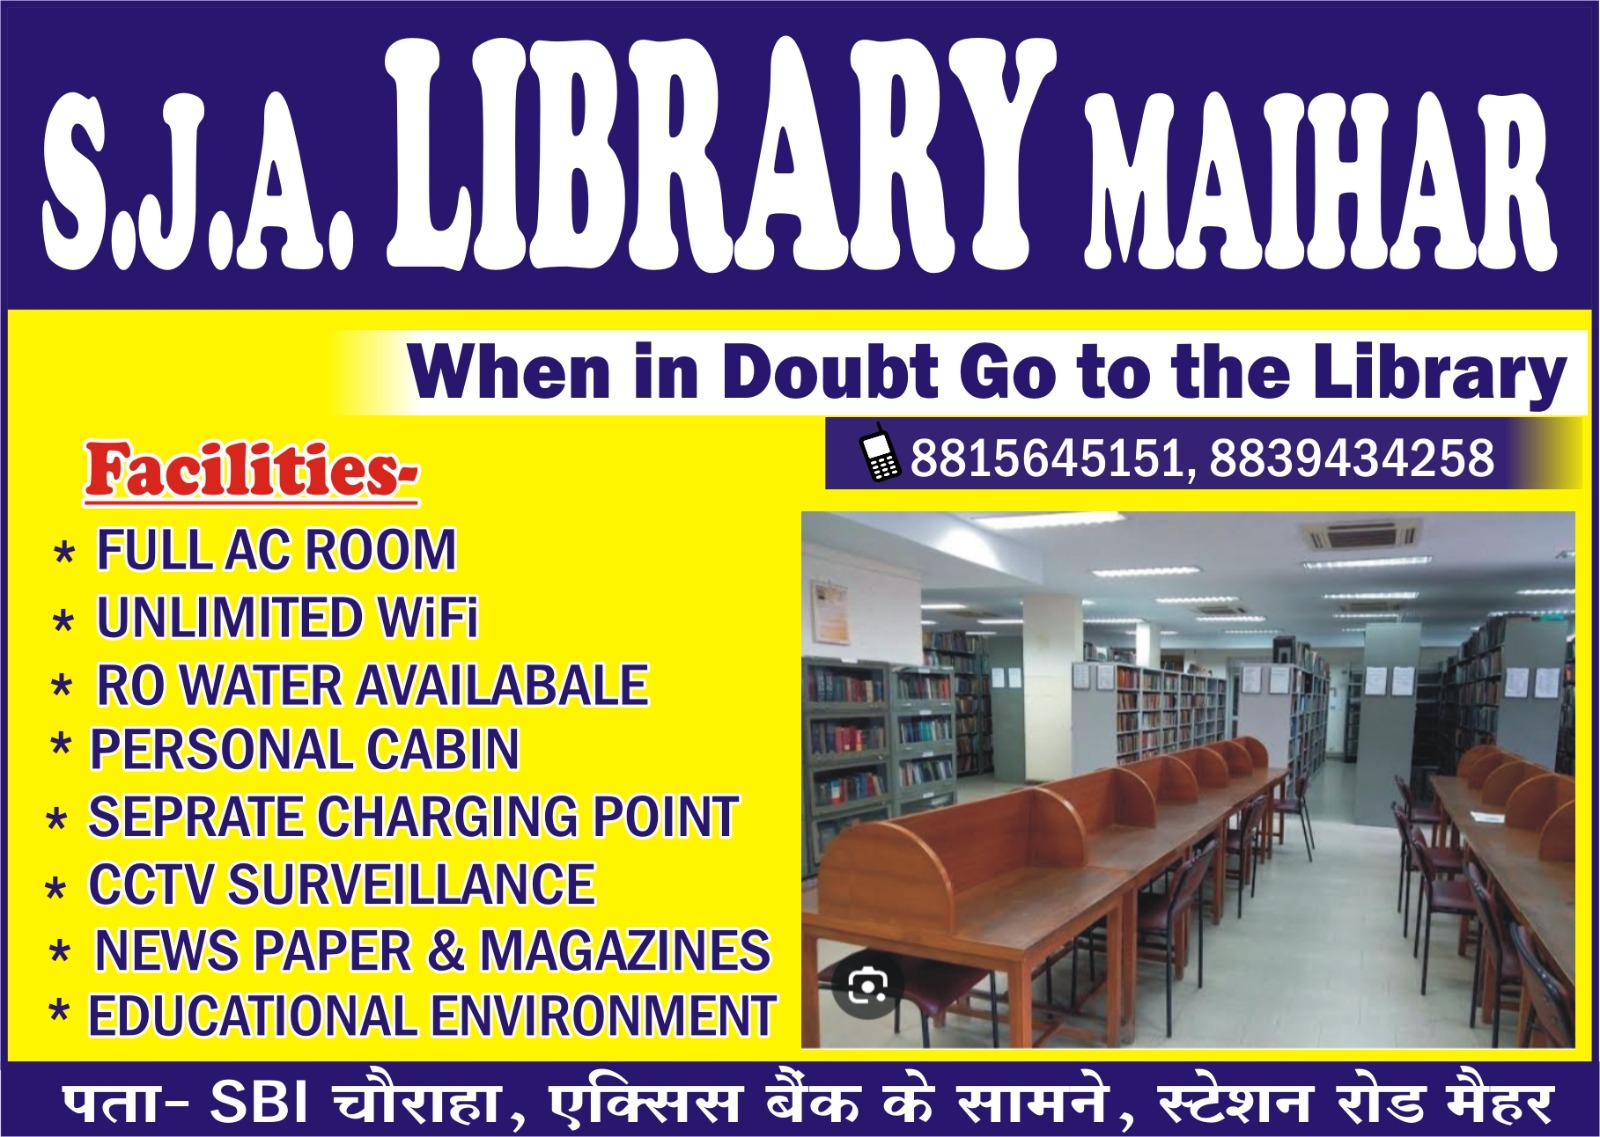 S.J.A. LIBRARY MAIHAR
When in Doubt Go to the Library
8815645151, 8839434258
Facilities-
* FULL AC ROOM
* UNLIMITED WiFi
* RO WATER AVAILABALE
* PERSONAL CABIN
* SEPRATE CHARGING POINT
* CCTV SURVEILLANCE
* NEWS PAPER & MAGAZINES
* EDUCATIONAL ENVIRONMENT
पता- SBI चौराहा, एक्सिस बैंक के सामने, स्टेशन रोड मैहर